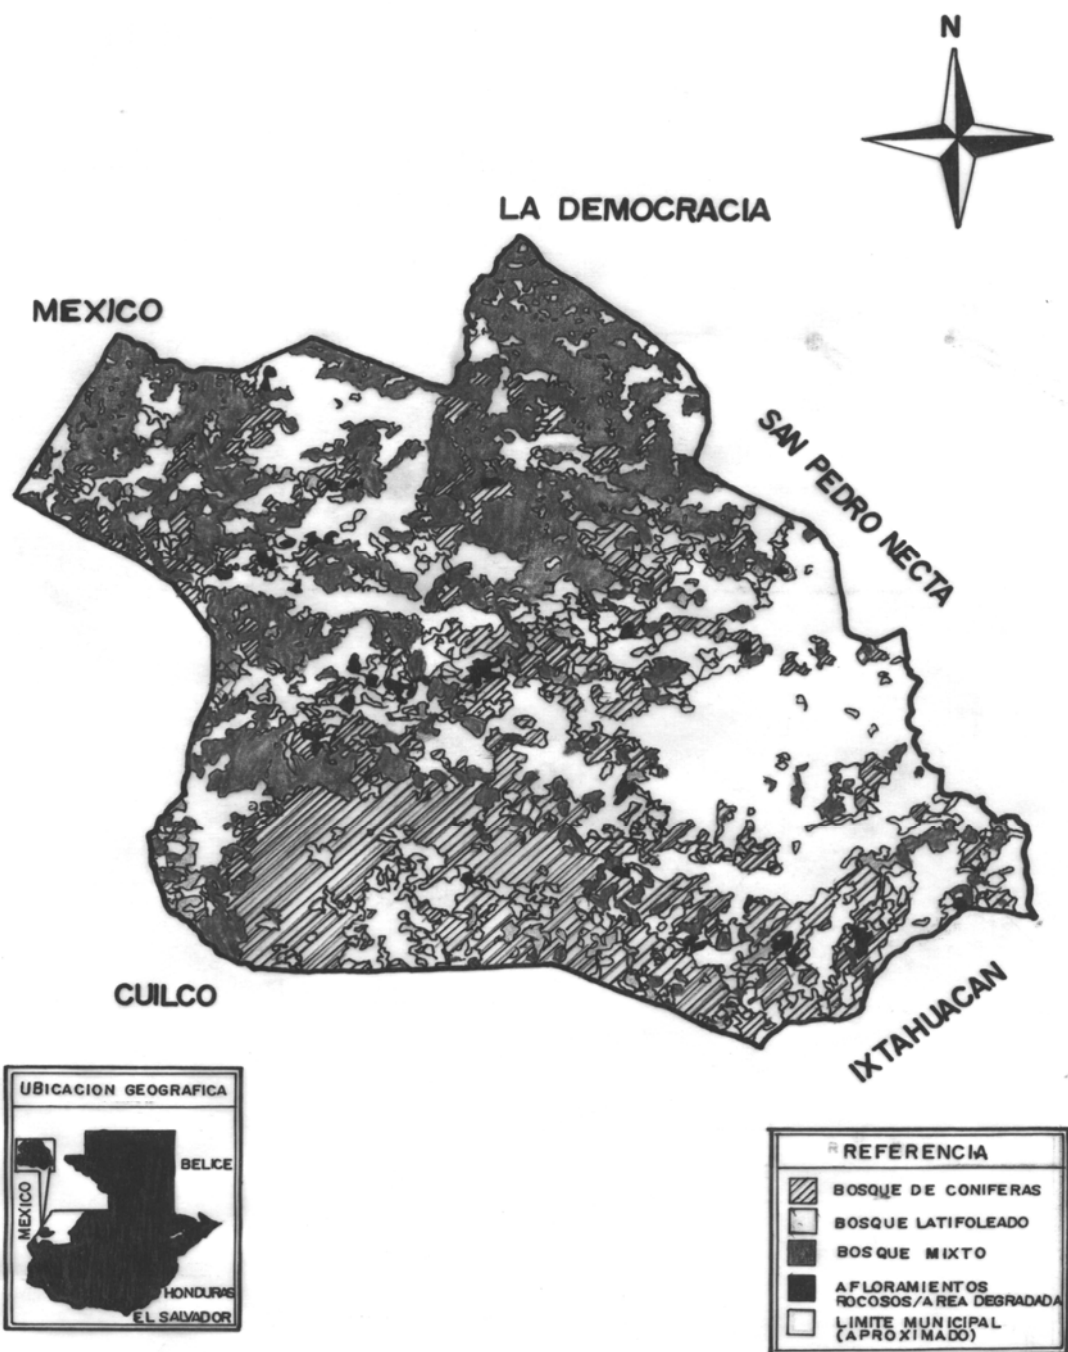 N
LA DEMOCRACIA
MEXICO
SAN PEDRO NECTA
CUILCO
IXTAHUACAN
UBICACION GEOGRAFICA
BELICE
MEXICO
HONDURAS
EL SALVADOR
REFERENCIA
BOSQUE DE CONIFERAS
BOSQUE LATIFOLEADO
BOSQUE MIXTO
AFLORAMIENTOS
ROCOSOS/AREA DEGRADADA
LIMITE MUNICIPAL
(APROXIMADO)